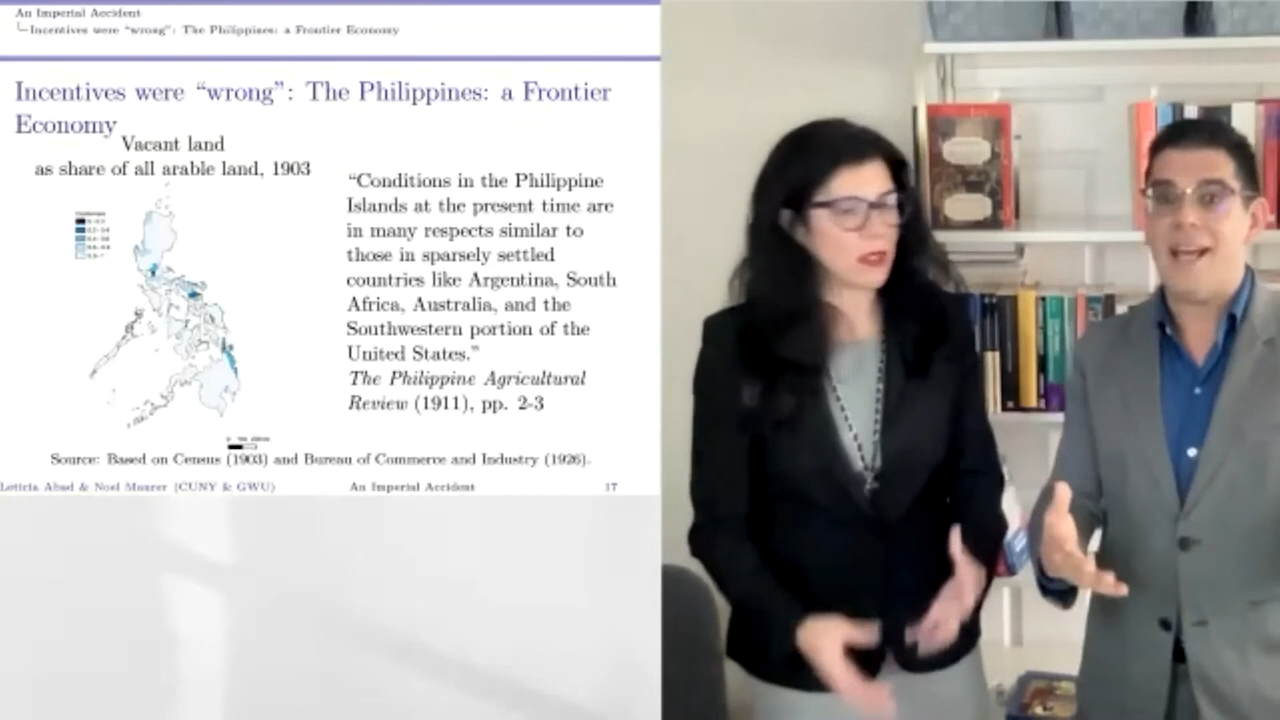 An Imperial Accident
Incentives were “wrong”: The Philippines: a Frontier Economy
Incentives were “wrong”: The Philippines: a Frontier
Economy
Vacant land
as share of all arable land, 1903
“Conditions in the Philippine
Islands at the present time are
in many respects similar to
those in sparsely settled
countries like Argentina, South
Africa, Australia, and the
Southwestern portion of the
United States.”
The Philippine Agricultural
Review (1911), pp. 2-3
Source: Based on Census (1903) and Bureau of Commerce and Industry (1926).
Leticia Abad & Noel Maurer (CUNY & GWU)
An Imperial Accident
17